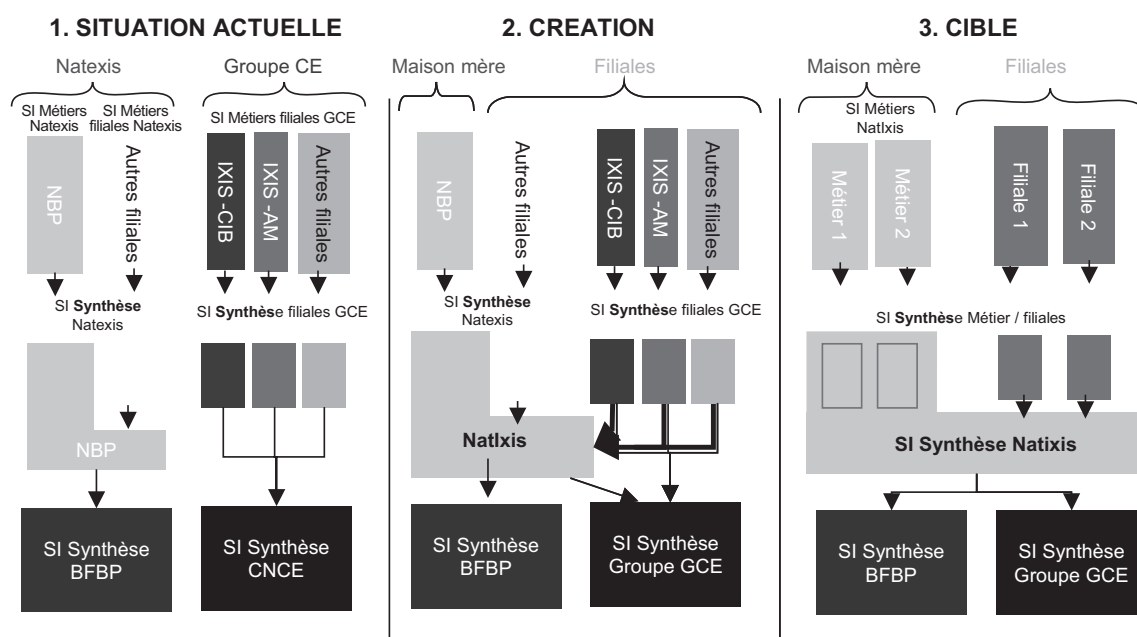 1. SITUATION ACTUELLE
Natexis
Groupe CE
SI Métiers
Natexis
SI Métiers
filiales Natexis
SI Métiers filiales GCE
NBP
Autres filiales
IXIS -CIB
IXIS -AM
Autres filiales
SI Synthèse
Natexis
SI Synthèse filiales GCE
NBP
SI Synthèse
BFBP
SI Synthèse
CNCE
2. CREATION
Maison mère
Filiales
NBP
Autres filiales
IXIS -CIB
IXIS -AM
Autres filiales
SI Synthèse
Natexis
SI Synthèse filiales GCE
NatIxis
SI Synthèse
BFBP
SI Synthèse
Groupe GCE
3. CIBLE
Maison mère
Filiales
SI Métiers
NatIxis
Métier 1
Métier 2
Filiale 1
Filiale 2
SI Synthèse Métier / filiales
SI Synthèse Natixis
SI Synthèse
BFBP
SI Synthèse
Groupe GCE